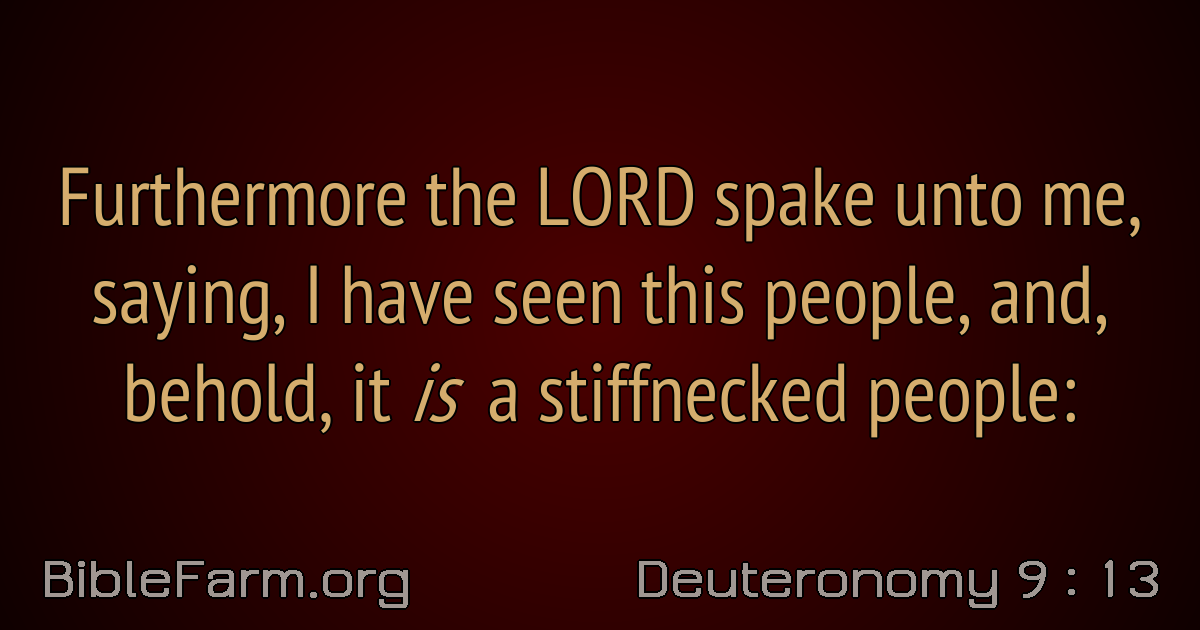 Furthermore the LORD spake unto me,
saying, I have seen this people, and,
behold, it is a stiffnecked people:
BibleFarm.org
Deuteronomy 9 : 13